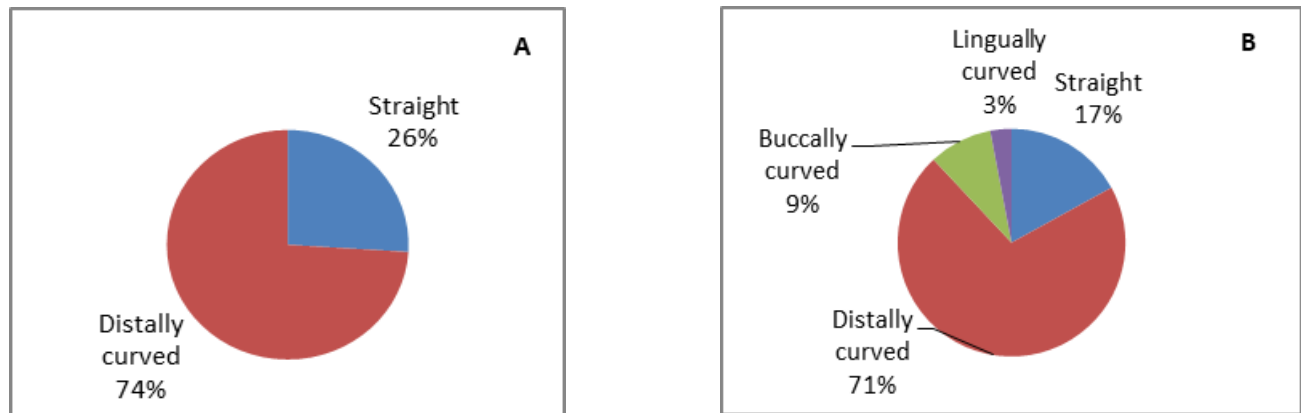 A
Straight
26%
Distally
curved
74%
B
Lingually
curved
3%
Straight
17%
Buccally
curved
9%
Distally
curved
71%